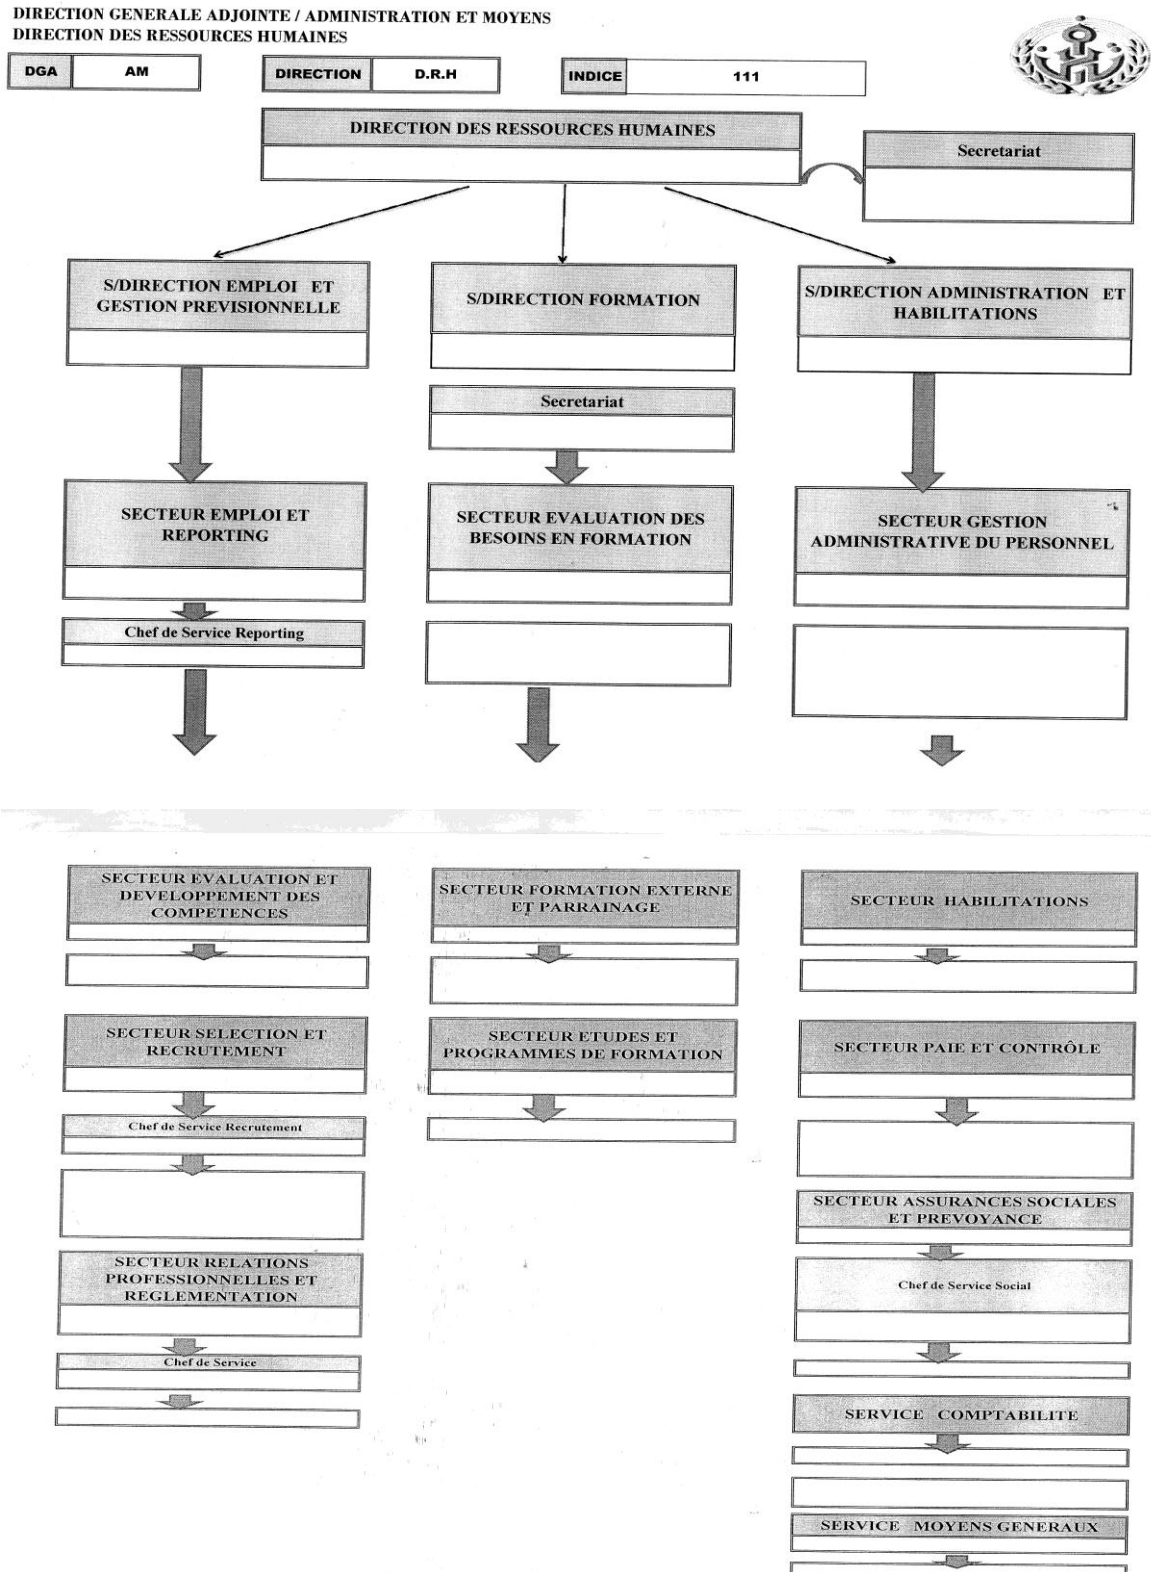 DIRECTION GENERALE ADJOINTE / ADMINISTRATION ET MOYENS
DIRECTION DES RESSOURCES HUMAINES
DGA AM DIRECTION D.R.H INDICE 111
DIRECTION DES RESSOURCES HUMAINES
Secretariat
S/DIRECTION EMPLOI ET
GESTION PREVISIONNELLE
S/DIRECTION FORMATION
S/DIRECTION ADMINISTRATION ET
HABILITATIONS
Secretariat
SECTEUR EMPLOI ET
REPORTING
SECTEUR EVALUATION DES
BESOINS EN FORMATION
SECTEUR GESTION
ADMINISTRATIVE DU PERSONNEL
Chef de Service Reporting
SECTEUR EVALUATION ET
DEVELOPPEMENT DES
COMPETENCES
SECTEUR FORMATION EXTERNE
ET PARRAINAGE
SECTEUR HABILITATIONS
SECTEUR SELECTION ET
RECRUTEMENT
SECTEUR ETUDES ET
PROGRAMMES DE FORMATION
SECTEUR PAIE ET CONTRÔLE
Chef de Service Recrutement
SECTEUR ASSURANCES SOCIALES
ET PREVOYANCE
SECTEUR RELATIONS
PROFESSIONNELLES ET
REGLEMENTATION
Chef de Service Social
Chef de Service
SERVICE COMPTABILITE
SERVICE MOYENS GENERAUX